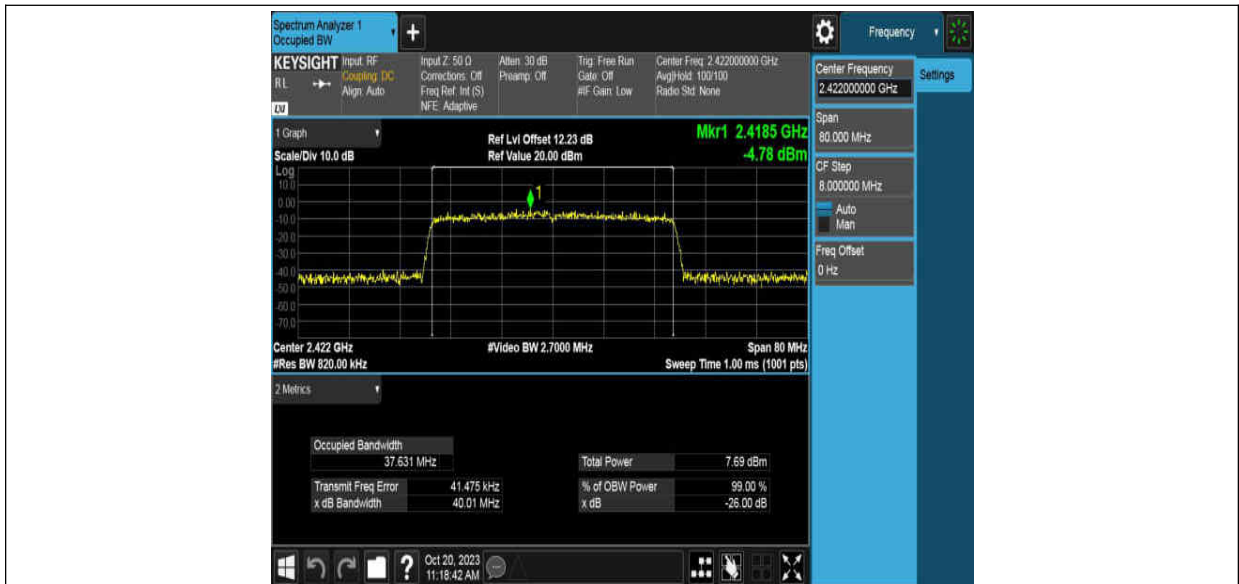 Spectrum Analyzer 1
Occupied BW
Frequency
KEYSIGHT
RL
LXI
Input: RF
Coupling: DC
Align: Auto
Input Z: 50 Ω
Corrections: Off
Freq Ref: Int (S)
NFE: Adaptive
Atten: 30 dB
Preamp: Off
Trig: Free Run
Gate: Off
#IF Gain: Low
Center Freq: 2.422000000 GHz
Avg|Hold: 100/100
Radio Std: None
Center Frequency
2.422000000 GHz
Settings
Span
80.000 MHz
CF Step
8.000000 MHz
Auto
Man
Freq Offset
0 Hz
1 Graph
Scale/Div 10.0 dB
Ref Lvl Offset 12.23 dB
Ref Value 20.00 dBm
Mkr1 2.4185 GHz
-4.78 dBm
Log
10.0
0.00
-10.0
-20.0
-30.0
-40.0
-50.0
-60.0
-70.0
1
Center 2.422 GHz
#Res BW 820.00 kHz
#Video BW 2.7000 MHz
Span 80 MHz
Sweep Time 1.00 ms (1001 pts)
2 Metrics
Occupied Bandwidth
37.631 MHz
Total Power 7.69 dBm
Transmit Freq Error 41.475 kHz
% of OBW Power 99.00 %
x dB Bandwidth 40.01 MHz
x dB -26.00 dB
Oct 20, 2023
11:18:42 AM